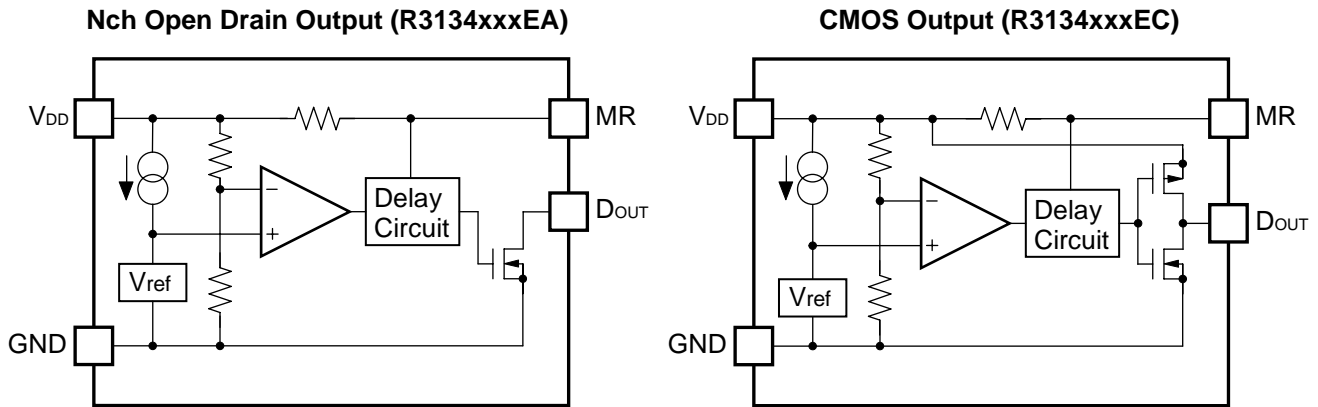 Nch Open Drain Output (R3134xxxEA)
VDD
MR
−
+
Delay
Circuit
DOUT
Vref
GND
CMOS Output (R3134xxxEC)
VDD
MR
−
+
Delay
Circuit
DOUT
Vref
GND